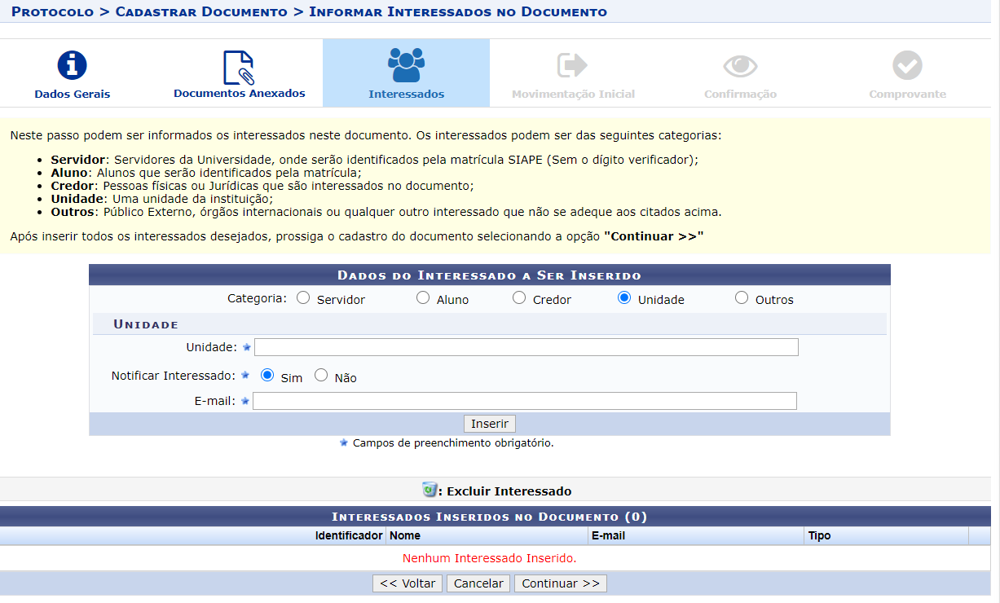 Protocolo > Cadastrar Documento > Informar Interessados no Documento
Dados Gerais
Documentos Anexados
Interessados
Movimentação Inicial
Confirmação
Comprovante
Neste passo podem ser informados os interessados neste documento. Os interessados podem ser das seguintes categorias:
• Servidor: Servidores da Universidade, onde serão identificados pela matrícula SIAPE (Sem o dígito verificador);
• Aluno: Alunos que serão identificados pela matrícula;
• Credor: Pessoas físicas ou Jurídicas que são interessados no documento;
• Unidade: Uma unidade da instituição;
• Outros: Público Externo, órgãos internacionais ou qualquer outro interessado que não se adeque aos citados acima.
Após inserir todos os interessados desejados, prossiga o cadastro do documento selecionando a opção "Continuar >>"
Dados do Interessado a Ser Inserido
Categoria: Servidor Aluno Credor Unidade Outros
Unidade
Unidade:
Notificar Interessado: Sim Não
E-mail:
Inserir
Campos de preenchimento obrigatório.
: Excluir Interessado
Interessados Inseridos no Documento (0)
Identificador Nome E-mail Tipo
Nenhum Interessado Inserido.
<< Voltar Cancelar Continuar >>